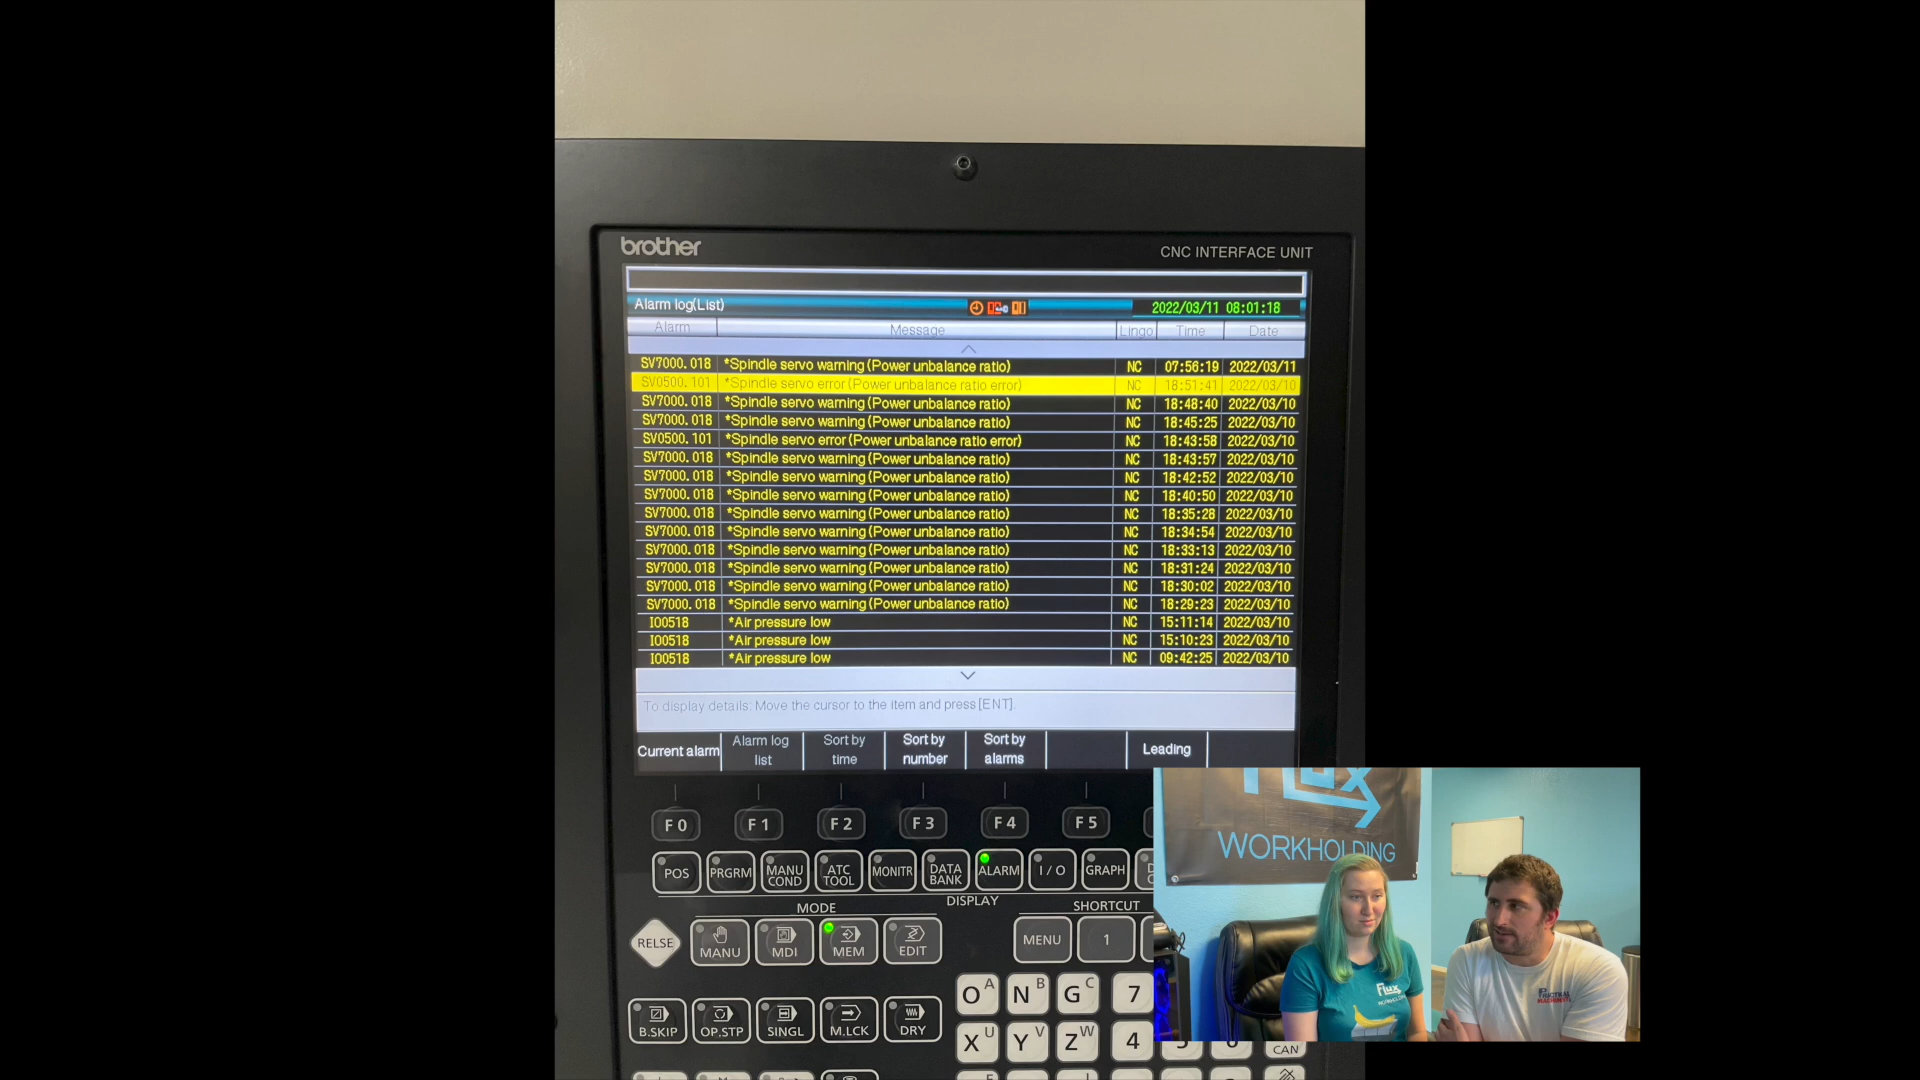 brother
CNC INTERFACE UNIT
Alarm log(List)
2022/03/11 08:01:18
Alarm Message Lingo Time Date
SV7000.018 *Spindle servo warning (Power unbalance ratio) NC 07:56:19 2022/03/11
SV0500.101 *Spindle servo error (Power unbalance ratio error) NC 18:51:41 2022/03/10
SV7000.018 *Spindle servo warning (Power unbalance ratio) NC 18:48:40 2022/03/10
SV7000.018 *Spindle servo warning (Power unbalance ratio) NC 18:45:25 2022/03/10
SV0500.101 *Spindle servo error (Power unbalance ratio error) NC 18:43:58 2022/03/10
SV7000.018 *Spindle servo warning (Power unbalance ratio) NC 18:43:57 2022/03/10
SV7000.018 *Spindle servo warning (Power unbalance ratio) NC 18:42:52 2022/03/10
SV7000.018 *Spindle servo warning (Power unbalance ratio) NC 18:40:50 2022/03/10
SV7000.018 *Spindle servo warning (Power unbalance ratio) NC 18:35:28 2022/03/10
SV7000.018 *Spindle servo warning (Power unbalance ratio) NC 18:34:54 2022/03/10
SV7000.018 *Spindle servo warning (Power unbalance ratio) NC 18:33:13 2022/03/10
SV7000.018 *Spindle servo warning (Power unbalance ratio) NC 18:31:24 2022/03/10
SV7000.018 *Spindle servo warning (Power unbalance ratio) NC 18:30:02 2022/03/10
SV7000.018 *Spindle servo warning (Power unbalance ratio) NC 18:29:23 2022/03/10
IO0518 *Air pressure low NC 15:11:14 2022/03/10
IO0518 *Air pressure low NC 15:10:23 2022/03/10
IO0518 *Air pressure low NC 09:42:25 2022/03/10
To display details: Move the cursor to the item and press [ENT].
Current alarm
Alarm log
list
Sort by
time
Sort by
number
Sort by
alarms
Leading
F0 F1 F2 F3 F4 F5
POS
PRGRM
MANU
COND
ATC
TOOL
MONITR
DATA
BANK
ALARM
I/O
GRAPH
DISPLAY
MODE
SHORTCUT
RELSE
MANU MDI MEM EDIT
MENU 1
B.SKIP OP.STP SINGL M.LCK DRY
O A N B G C 7
X U Y V Z W 4 5 6
CAN
Flux
WORKHOLDING
Flux